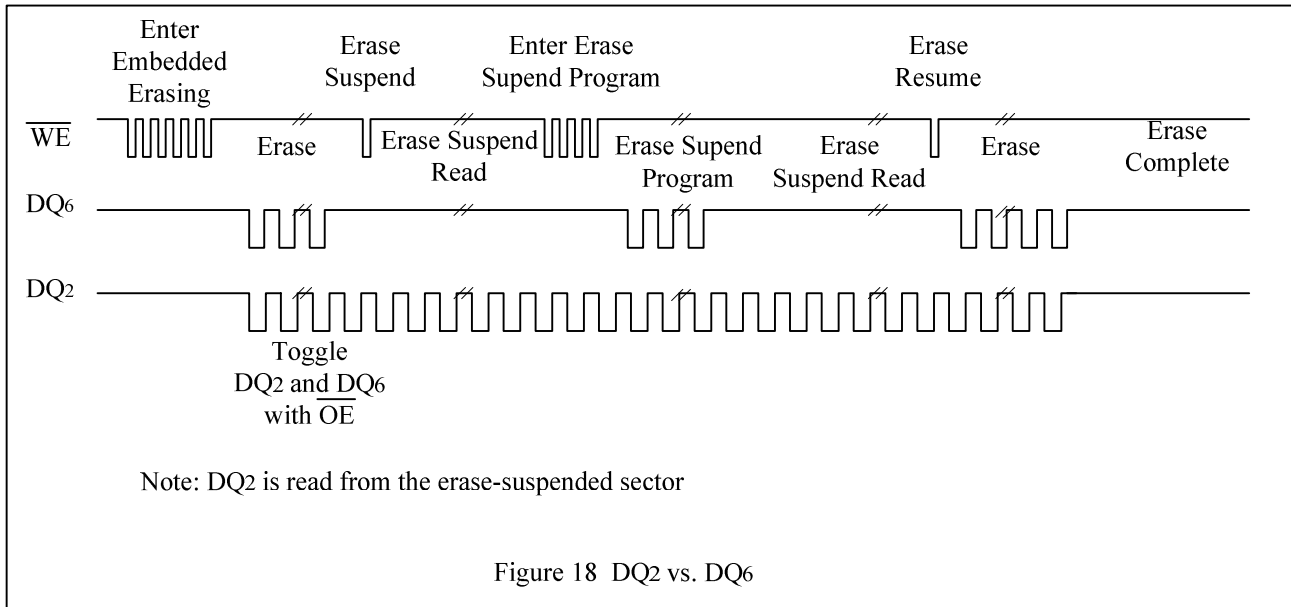 Enter
Embedded
Erasing
Erase
Suspend
Enter Erase
Supend Program
Erase
Resume
WE
Erase
Erase Suspend
Read
Erase Supend
Program
Erase
Suspend Read
Erase
Erase
Complete
DQ6
DQ2
Toggle
DQ2 and DQ6
with OE
Note: DQ2 is read from the erase-suspended sector
Figure 18 DQ2 vs. DQ6